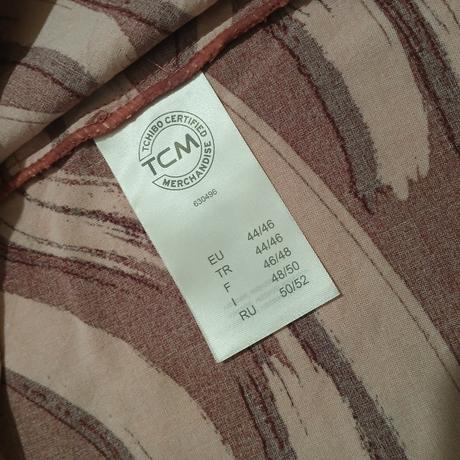 TCHIBO CERTIFIED
TCM
MERCHANDISE
630496
EU 44/46
TR 44/46
F 46/48
I 48/50
RU 50/52